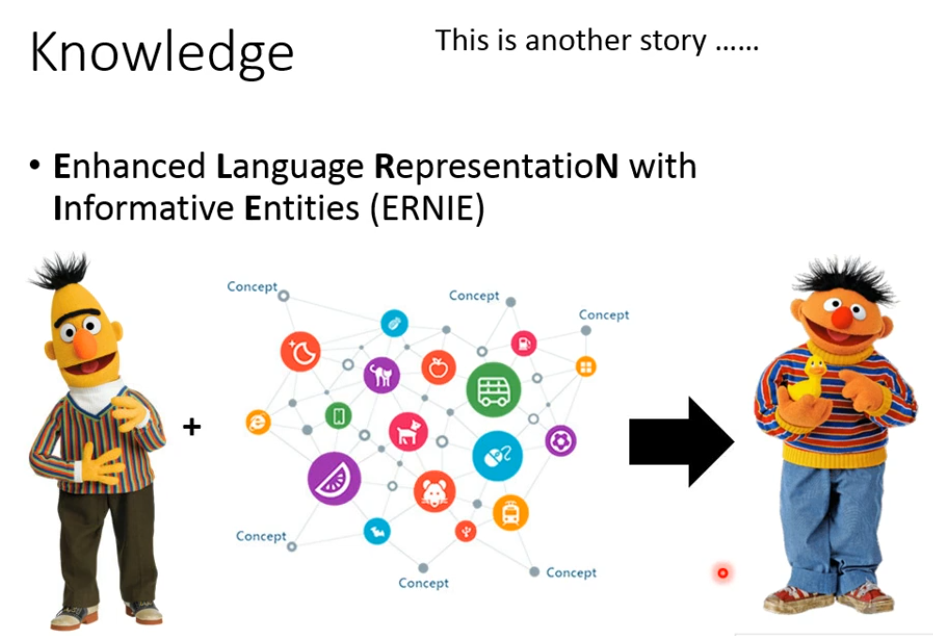 Knowledge
This is another story ……
• Enhanced Language RepresentatioN with
Informative Entities (ERNIE)
Concept
Concept
Concept
+
Concept
Concept
Concept